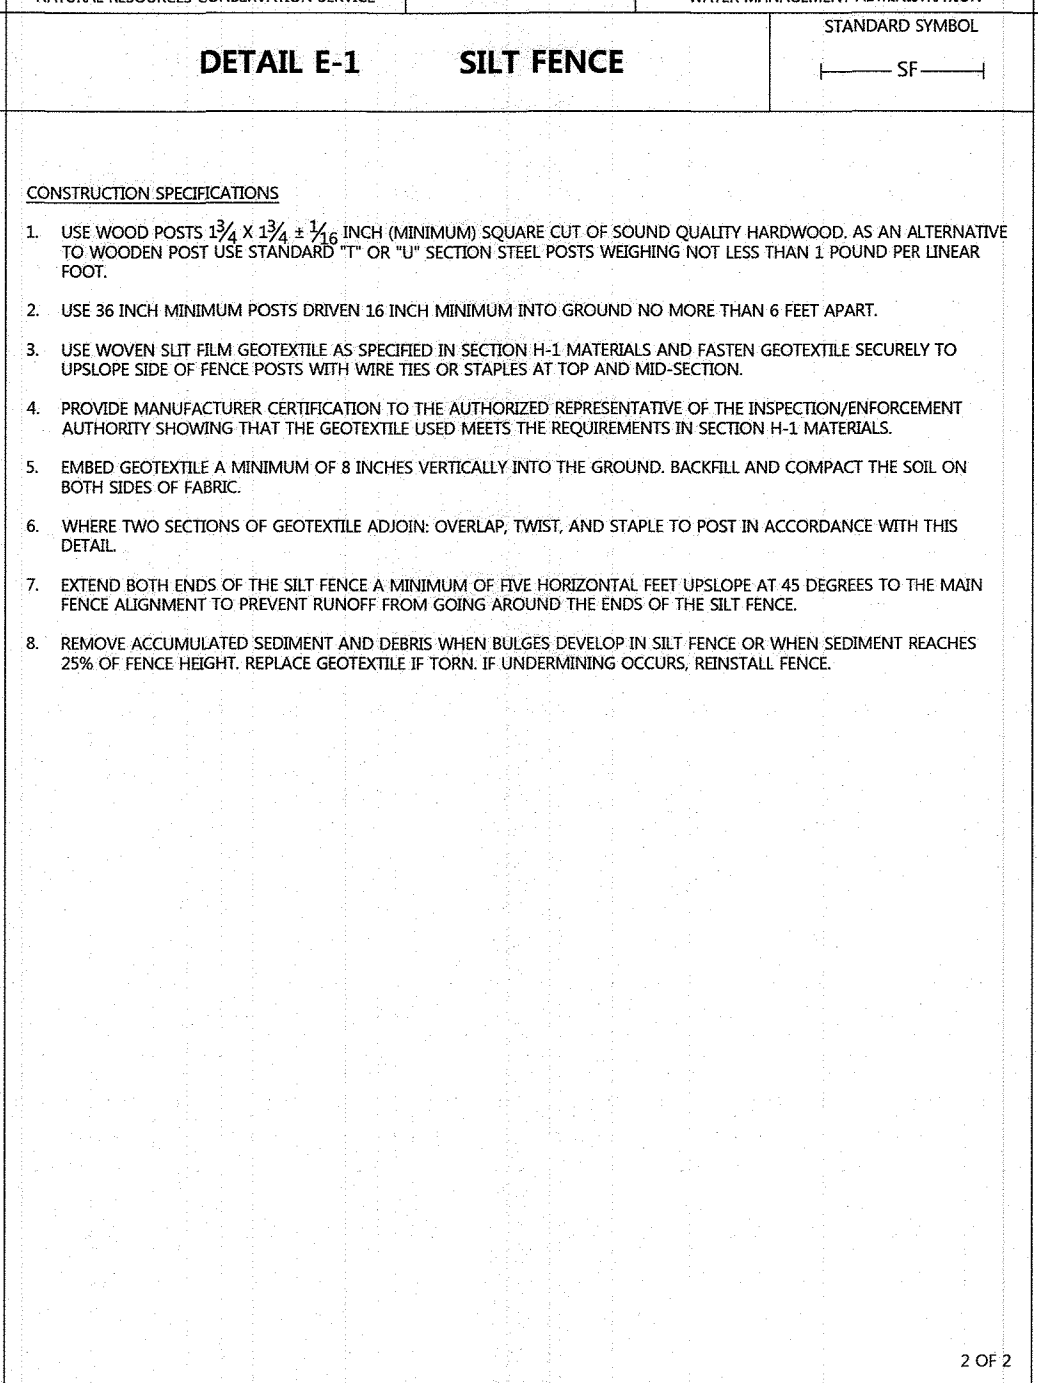 NATURAL RESOURCES CONSERVATION SERVICE
WATER MANAGEMENT ADMINISTRATION
DETAIL E-1 SILT FENCE
STANDARD SYMBOL
SF
CONSTRUCTION SPECIFICATIONS
1. USE WOOD POSTS 1 3/4 X 1 3/4 ± 1/16 INCH (MINIMUM) SQUARE CUT OF SOUND QUALITY HARDWOOD. AS AN ALTERNATIVE
TO WOODEN POST USE STANDARD "T" OR "U" SECTION STEEL POSTS WEIGHING NOT LESS THAN 1 POUND PER LINEAR
FOOT.
2. USE 36 INCH MINIMUM POSTS DRIVEN 16 INCH MINIMUM INTO GROUND NO MORE THAN 6 FEET APART.
3. USE WOVEN SLIT FILM GEOTEXTILE AS SPECIFIED IN SECTION H-1 MATERIALS AND FASTEN GEOTEXTILE SECURELY TO
UPSLOPE SIDE OF FENCE POSTS WITH WIRE TIES OR STAPLES AT TOP AND MID-SECTION.
4. PROVIDE MANUFACTURER CERTIFICATION TO THE AUTHORIZED REPRESENTATIVE OF THE INSPECTION/ENFORCEMENT
AUTHORITY SHOWING THAT THE GEOTEXTILE USED MEETS THE REQUIREMENTS IN SECTION H-1 MATERIALS.
5. EMBED GEOTEXTILE A MINIMUM OF 8 INCHES VERTICALLY INTO THE GROUND. BACKFILL AND COMPACT THE SOIL ON
BOTH SIDES OF FABRIC.
6. WHERE TWO SECTIONS OF GEOTEXTILE ADJOIN: OVERLAP, TWIST, AND STAPLE TO POST IN ACCORDANCE WITH THIS
DETAIL.
7. EXTEND BOTH ENDS OF THE SILT FENCE A MINIMUM OF FIVE HORIZONTAL FEET UPSLOPE AT 45 DEGREES TO THE MAIN
FENCE ALIGNMENT TO PREVENT RUNOFF FROM GOING AROUND THE ENDS OF THE SILT FENCE.
8. REMOVE ACCUMULATED SEDIMENT AND DEBRIS WHEN BULGES DEVELOP IN SILT FENCE OR WHEN SEDIMENT REACHES
25% OF FENCE HEIGHT. REPLACE GEOTEXTILE IF TORN. IF UNDERMINING OCCURS, REINSTALL FENCE.
2 OF 2